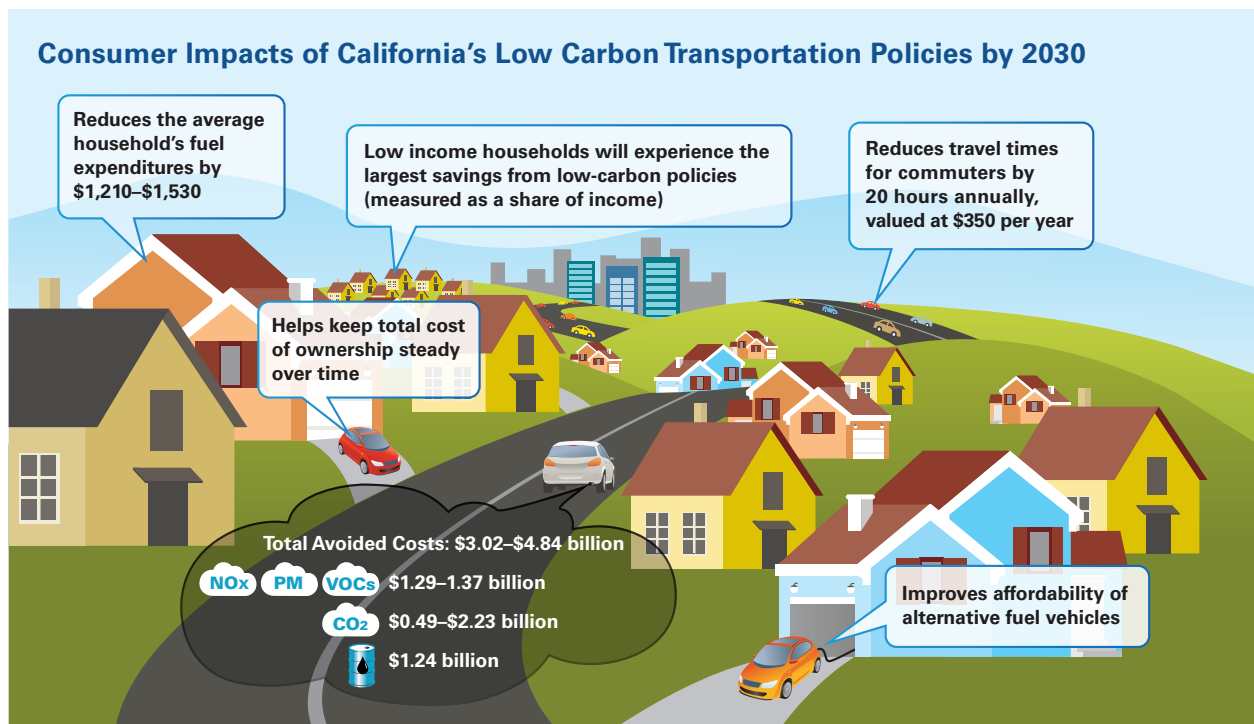 Consumer Impacts of California's Low Carbon Transportation Policies by 2030
Reduces the average
household's fuel
expenditures by
$1,210–$1,530
Low income households will experience the
largest savings from low-carbon policies
(measured as a share of income)
Reduces travel times
for commuters by
20 hours annually,
valued at $350 per year
Helps keep total cost
of ownership steady
over time
Total Avoided Costs: $3.02–$4.84 billion
NOx PM VOCs $1.29–1.37 billion
CO2 $0.49–$2.23 billion
$1.24 billion
Improves affordability of
alternative fuel vehicles